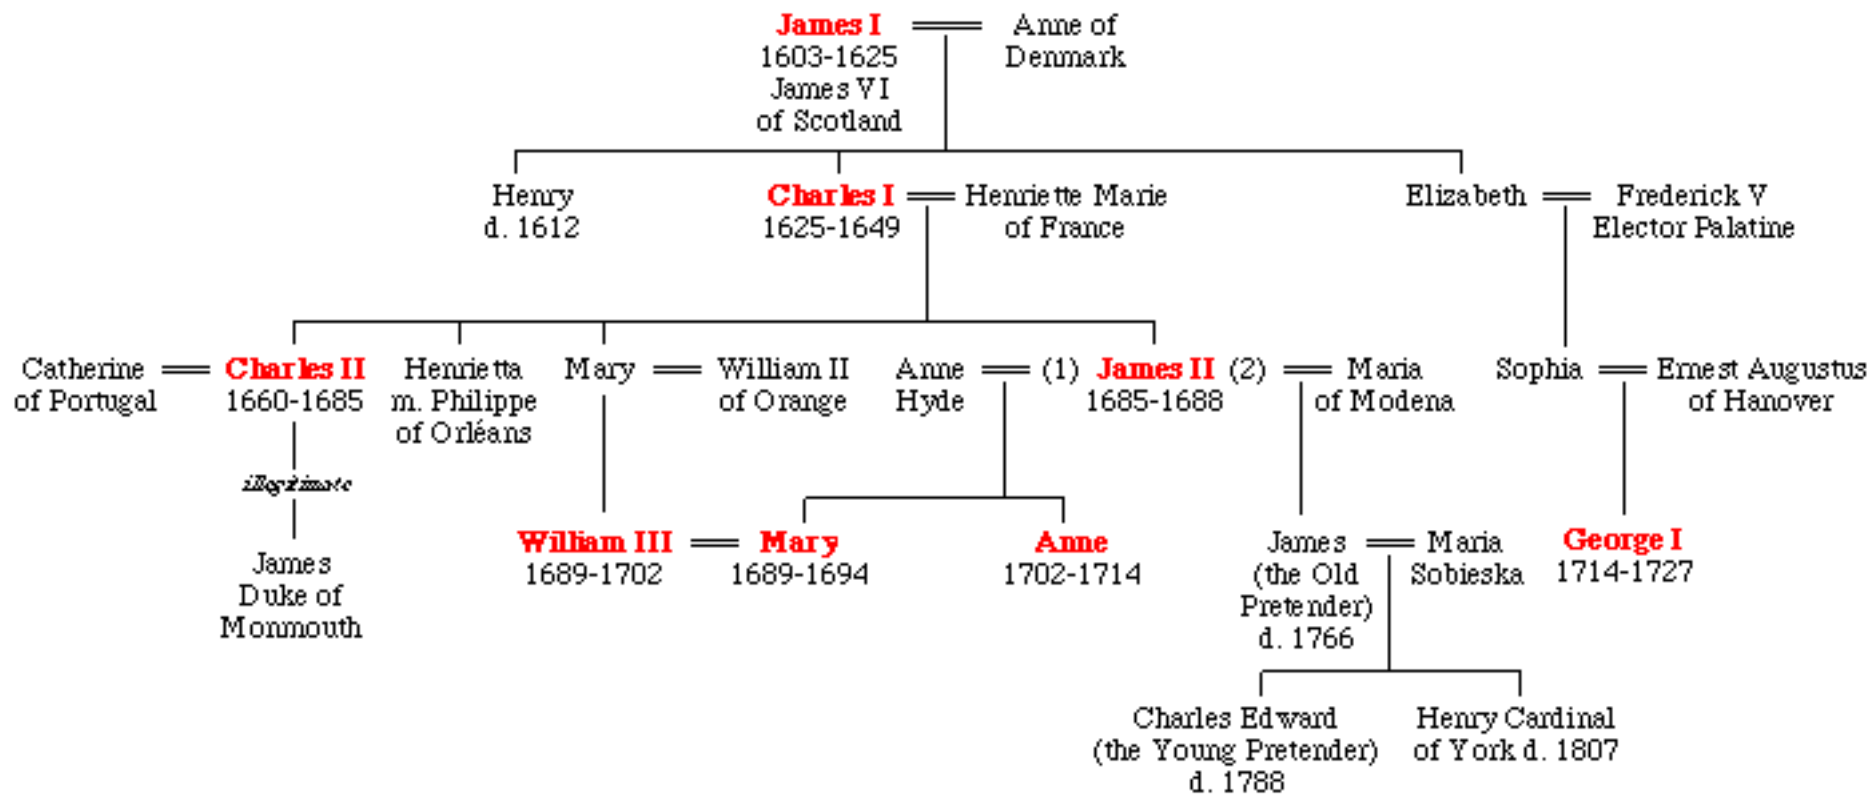 James I
1603-1625
James VI
of Scotland
Anne of
Denmark
Henry
d. 1612
Charles I
1625-1649
Henriette Marie
of France
Elizabeth
Frederick V
Elector Palatine
Catherine
of Portugal
Charles II
1660-1685
Henrietta
m. Philippe
of Orléans
Mary
William II
of Orange
Anne
Hyde
(1) James II (2)
1685-1688
Maria
of Modena
Sophia
Ernest Augustus
of Hanover
illegitimate
James
Duke of
Monmouth
William III
1689-1702
Mary
1689-1694
Anne
1702-1714
James
(the Old
Pretender)
d. 1766
Maria
Sobieska
George I
1714-1727
Charles Edward
(the Young Pretender)
d. 1788
Henry Cardinal
of York d. 1807